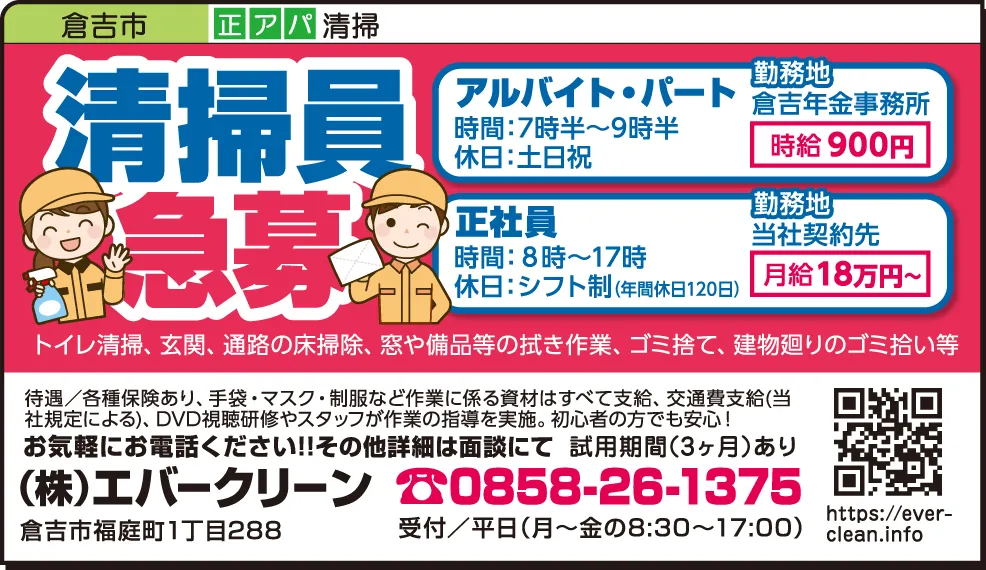 倉吉市
正 ア パ 清掃
清掃員
急募
アルバイト・パート
時間：7時半〜9時半
休日：土日祝
勤務地
倉吉年金事務所
時給 900円
正社員
時間：8時〜17時
休日：シフト制(年間休日120日)
勤務地
当社契約先
月給18万円〜
トイレ清掃、玄関、通路の床掃除、窓や備品等の拭き作業、ゴミ捨て、建物廻りのゴミ拾い等
待遇／各種保険あり、手袋・マスク・制服など作業に係る資材はすべて支給、交通費支給(当
社規定による)、DVD視聴研修やスタッフが作業の指導を実施。初心者の方でも安心！
お気軽にお電話ください!!その他詳細は面談にて 試用期間(3ヶ月)あり
(株)エバークリーン ☎0858-26-1375
倉吉市福庭町1丁目288 受付／平日(月〜金の8:30〜17:00)
https://ever-
clean.info